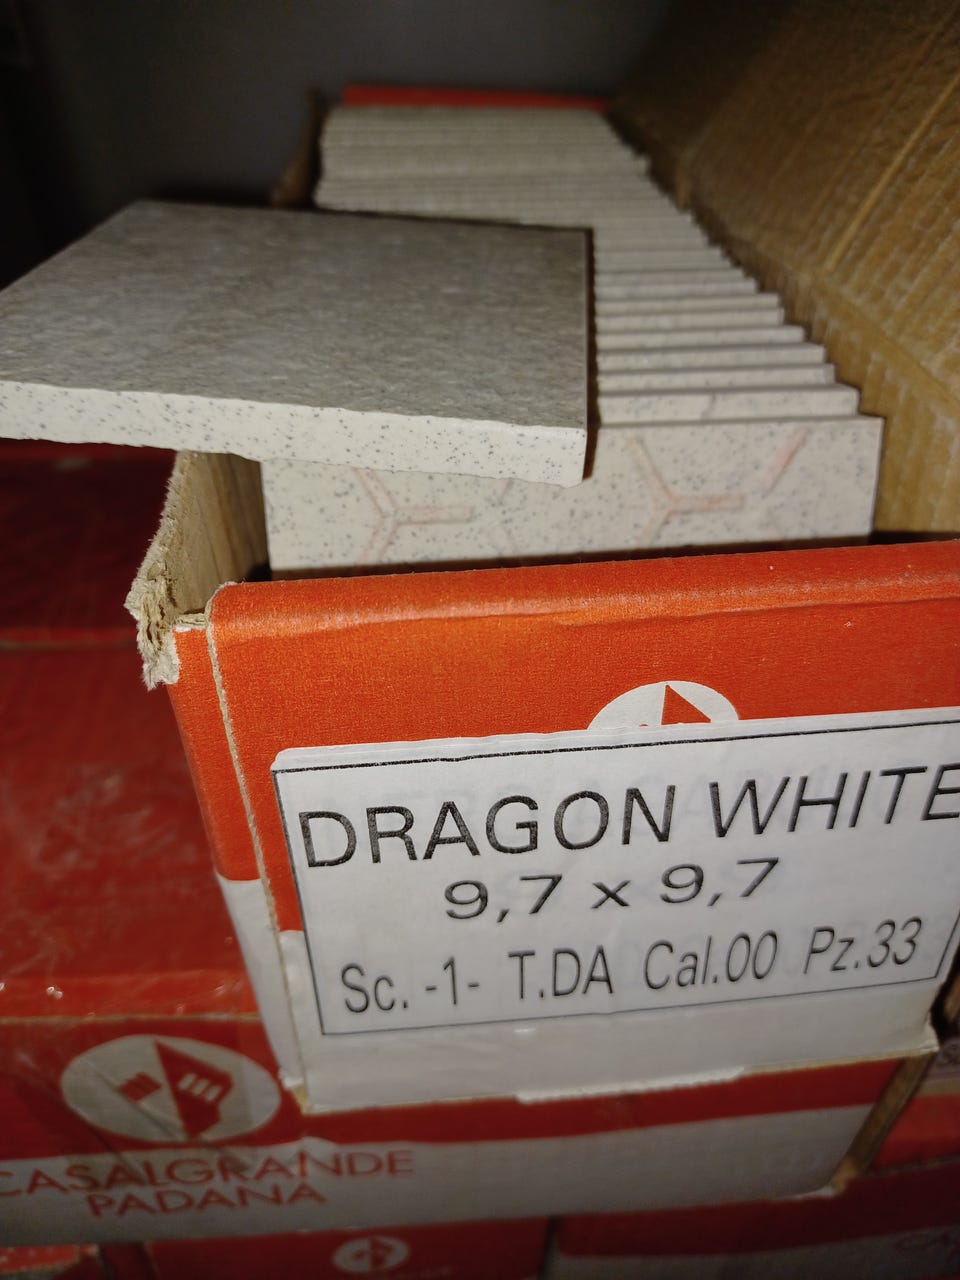 DRAGON WHITE
9,7 x 9,7
Sc. -1- T.DA Cal.00 Pz.33
CASALGRANDE
PADANA